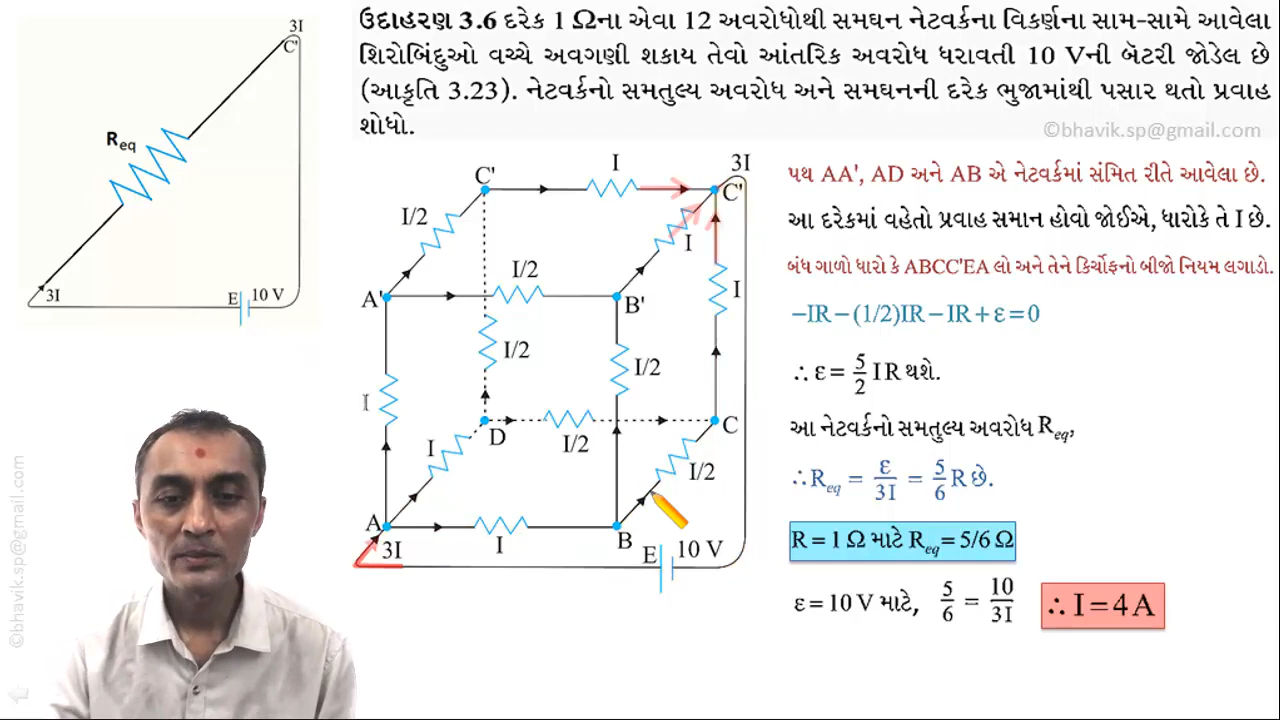 ઉદાહરણ 3.6 દરેક 1 Ωના એવા 12 અવરોધોથી સમઘન નેટવર્કના વિકર્ણના સામ-સામે આવેલા
શિરોબિંદુઓ વચ્ચે અવગણી શકાય તેવો આંતરિક અવરોધ ધરાવતી 10 Vની બૅટરી જોડેલ છે
(આકૃતિ 3.23). નેટવર્કનો સમતુલ્ય અવરોધ અને સમઘનની દરેક ભુજામાંથી પસાર થતો પ્રવાહ
શોધો.
©bhavik.sp@gmail.com
3I
C'
Req
3I
E
10 V
C'
I
3I
C'
I/2
I
I/2
A'
B'
I
I/2
I/2
I
I
D
I/2
C
I/2
A
3I
I
B
E
10 V
પથ AA', AD અને AB એ નેટવર્કમાં સંમિત રીતે આવેલા છે.
આ દરેકમાં વહેતો પ્રવાહ સમાન હોવો જોઈએ, ધારોકે તે I છે.
બંધ ગાળો ધારો કે ABCC'EA લો અને તેને કિર્ચોફનો બીજો નિયમ લગાડો.
−IR − (1/2)IR − IR + ε = 0
∴ ε = 5/2 I R થશે.
આ નેટવર્કનો સમતુલ્ય અવરોધ Req,
∴ Req = ε/3I = 5/6 R છે.
R = 1 Ω માટે Req = 5/6 Ω
ε = 10 V માટે, 5/6 = 10/3I
∴ I = 4 A
©bhavik.sp@gmail.com